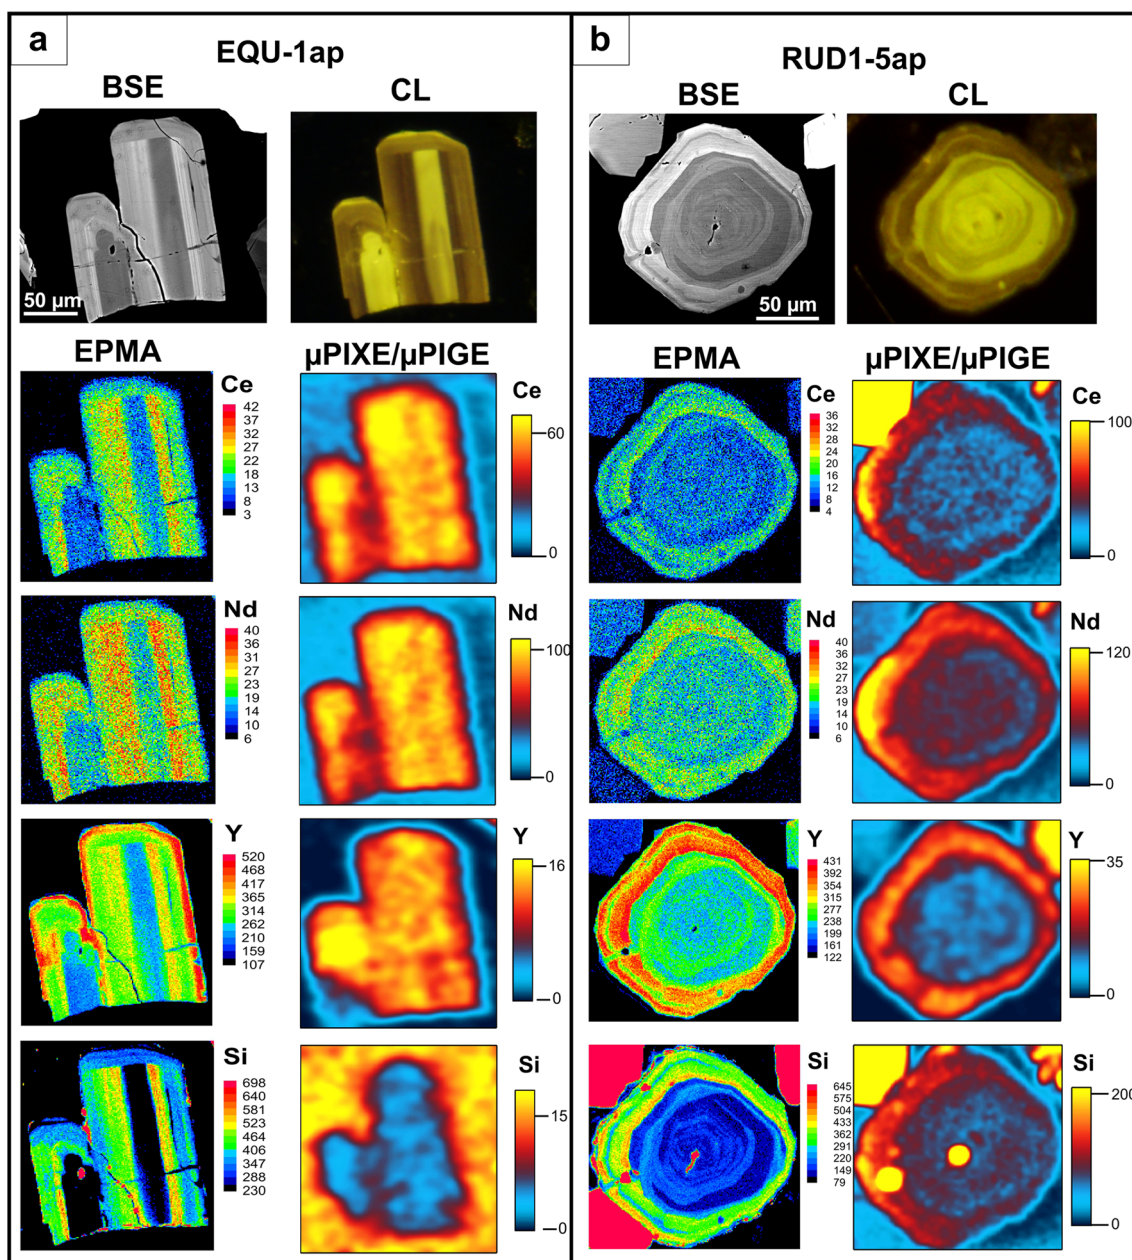 a
EQU-1ap
BSE
CL
50 µm
EPMA
µPIXE/µPIGE
Ce
42
37
32
27
22
18
13
8
3
Ce
60
0
Nd
40
36
31
27
23
19
14
10
6
Nd
100
0
Y
520
468
417
365
314
262
210
159
107
Y
16
0
Si
698
640
581
523
464
406
347
288
230
Si
15
0
b
RUD1-5ap
BSE
CL
50 µm
EPMA
µPIXE/µPIGE
Ce
36
32
28
24
20
16
12
8
4
Ce
100
0
Nd
40
36
32
27
23
19
14
10
6
Nd
120
0
Y
431
392
354
315
277
238
199
161
122
Y
35
0
Si
645
575
504
433
362
291
220
149
79
Si
200
0